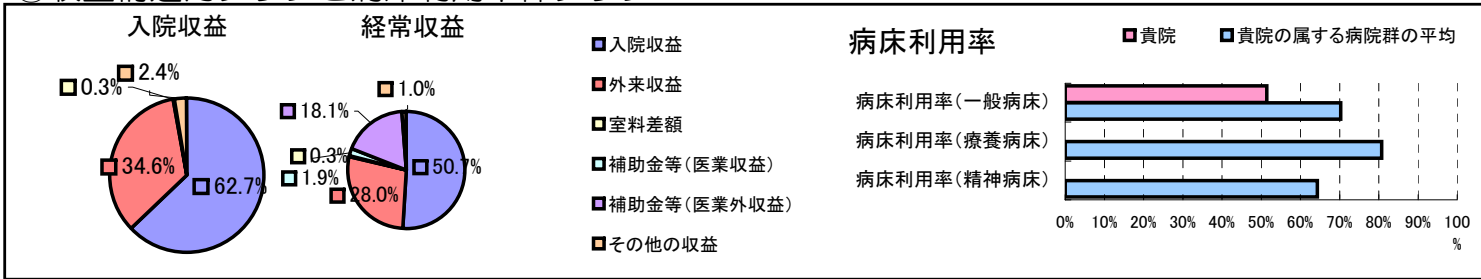 入院収益
2.4%
0.3%
34.6%
62.7%
経常収益
1.0%
18.1%
0.3%
1.9%
28.0%
50.7%
入院収益
外来収益
室料差額
補助金等(医業収益)
補助金等(医業外収益)
その他の収益
病床利用率
貴院
貴院の属する病院群の平均
病床利用率(一般病床)
病床利用率(療養病床)
病床利用率(精神病床)
0% 10% 20% 30% 40% 50% 60% 70% 80% 90% 100
%